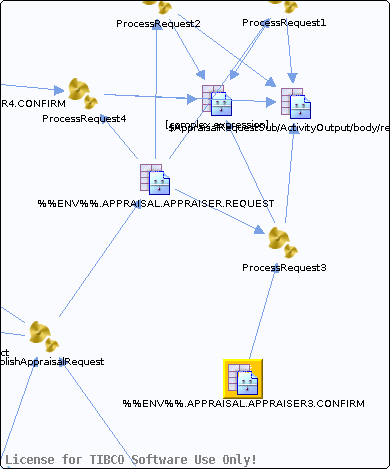 ProcessRequest2
ProcessRequest1
R4.CONFIRM
ProcessRequest4
[complex expression]
$AppraisalRequestSub/ActivityOutput/body/re
%%ENV%%.APPRAISAL.APPRAISER.REQUEST
ProcessRequest3
ct
olishAppraisalRequest
%%ENV%%.APPRAISAL.APPRAISER3.CONFIRM
License for TIBCO Software Use Only!